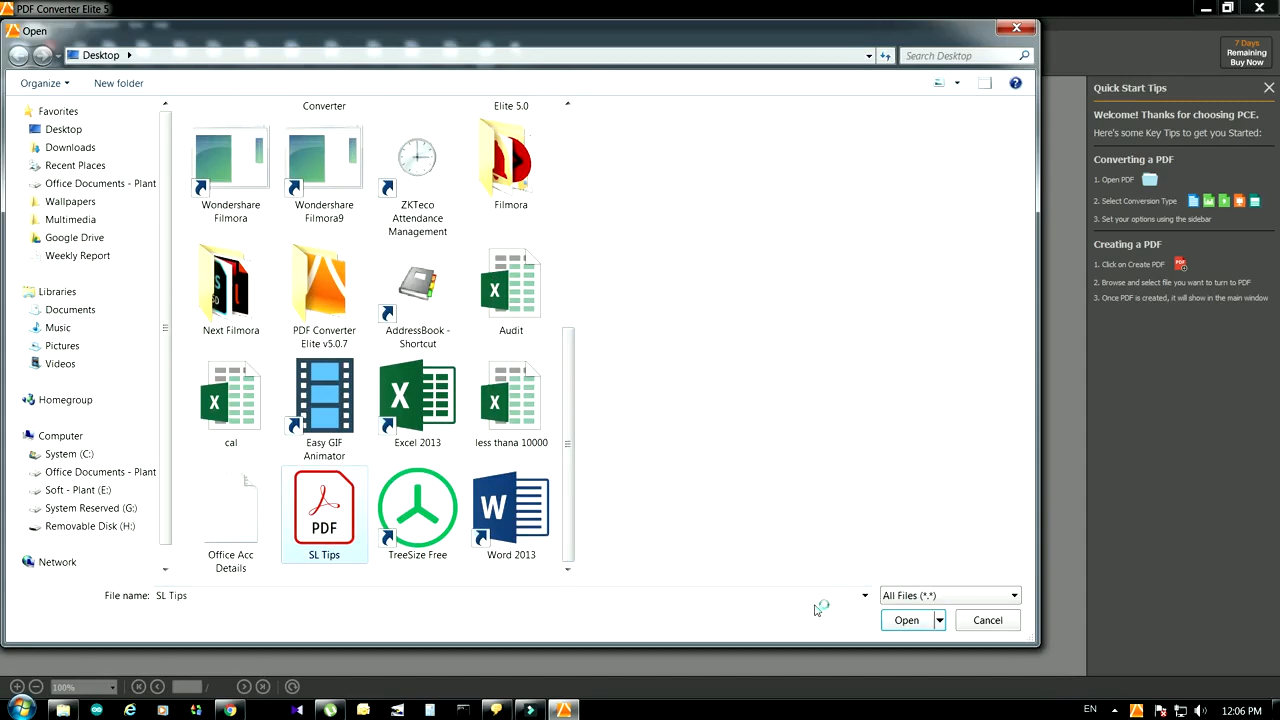 PDF Converter Elite 5
Open
Desktop
Search Desktop
7 Days
Remaining
Buy Now
Organize
New folder
Quick Start Tips
Welcome! Thanks for choosing PCE.
Here's some Key Tips to get you Started:
Converting a PDF
1. Open PDF
2. Select Conversion Type
3. Set your options using the sidebar
Creating a PDF
1. Click on Create PDF
PDF
2. Browse and select file you want to turn to PDF
3. Once PDF is created, it will show in the main window
Favorites
Desktop
Downloads
Recent Places
Office Documents - Plant
Wallpapers
Multimedia
Google Drive
Weekly Report
Libraries
Documents
Music
Pictures
Videos
Homegroup
Computer
System (C:)
Office Documents - Plant
Soft - Plant (E:)
System Reserved (G:)
Removable Disk (H:)
Network
Converter
Elite 5.0
Wondershare
Filmora
Wondershare
Filmora9
ZKTeco
Attendance
Management
Filmora
Next Filmora
PDF Converter
Elite v5.0.7
AddressBook -
Shortcut
X
Audit
X
cal
Easy GIF
Animator
X
Excel 2013
X
less thana 10000
Office Acc
Details
PDF
SL Tips
TreeSize Free
W
Word 2013
File name:
SL Tips
All Files (*.*)
Open
Cancel
100%
/
EN
12:06 PM